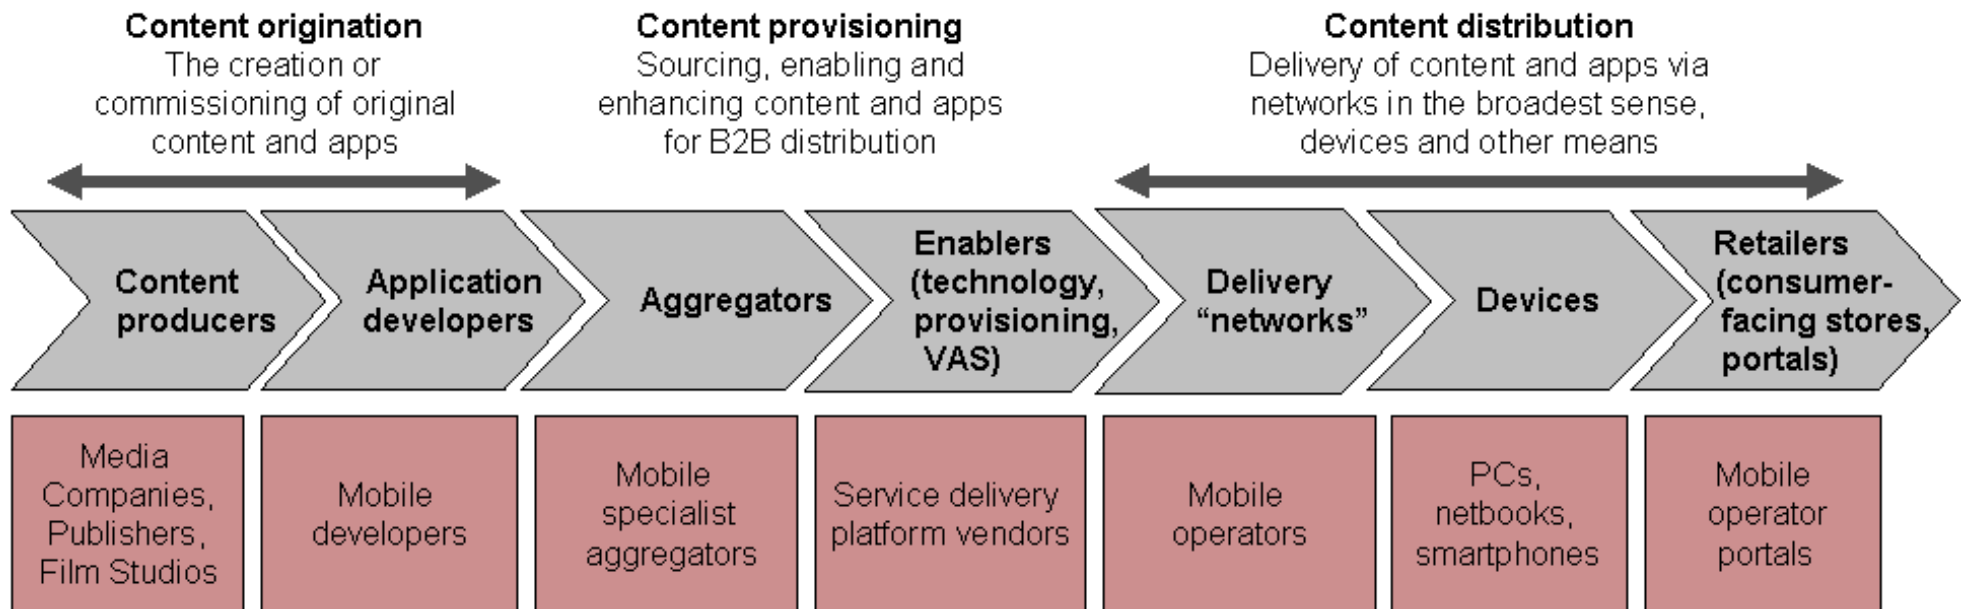 Content origination
The creation or
commissioning of original
content and apps
Content provisioning
Sourcing, enabling and
enhancing content and apps
for B2B distribution
Content distribution
Delivery of content and apps via
networks in the broadest sense,
devices and other means
Content
producers
Application
developers
Aggregators
Enablers
(technology,
provisioning,
VAS)
Delivery
“networks”
Devices
Retailers
(consumer-
facing stores,
portals)
Media
Companies,
Publishers,
Film Studios
Mobile
developers
Mobile
specialist
aggregators
Service delivery
platform vendors
Mobile
operators
PCs,
netbooks,
smartphones
Mobile
operator
portals